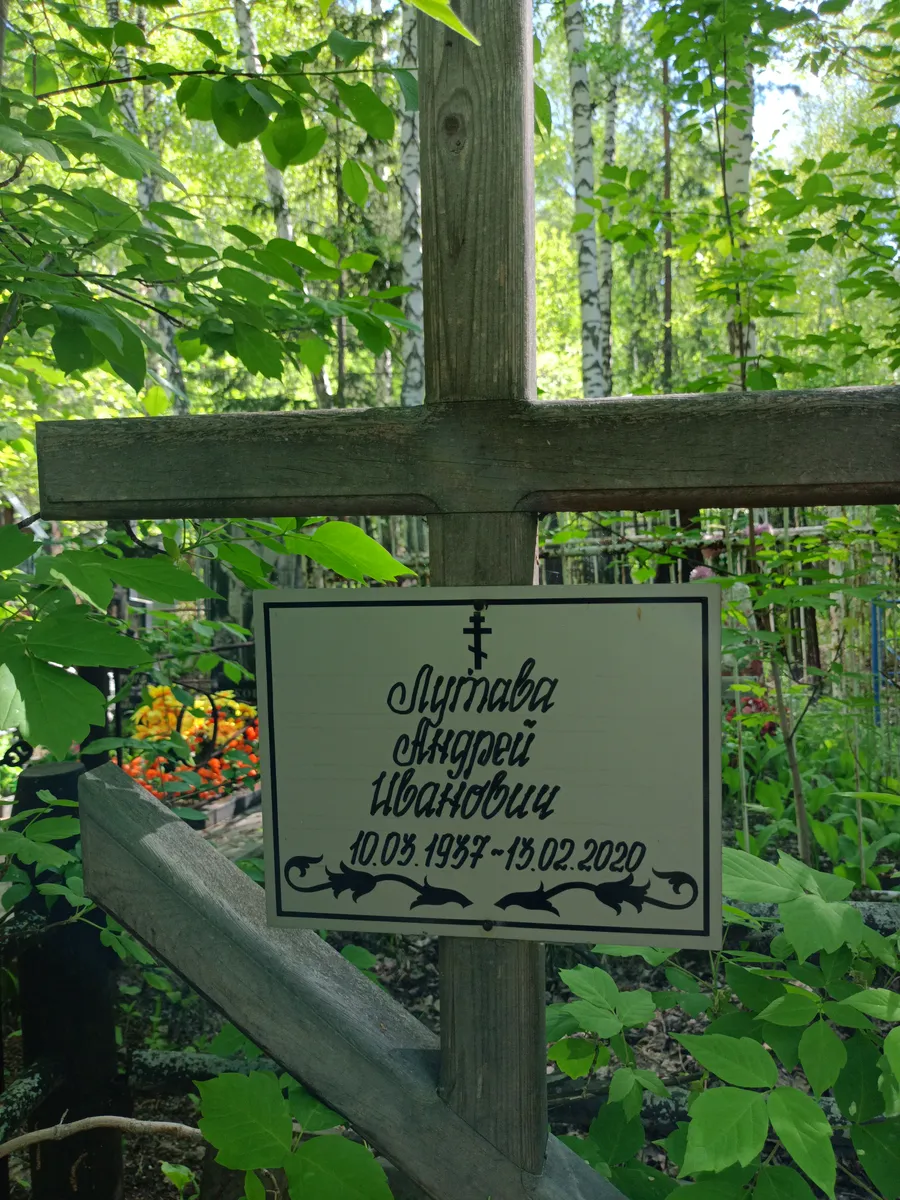 Лутава
Андрей
Иванович
10.03.1937-13.02.2020